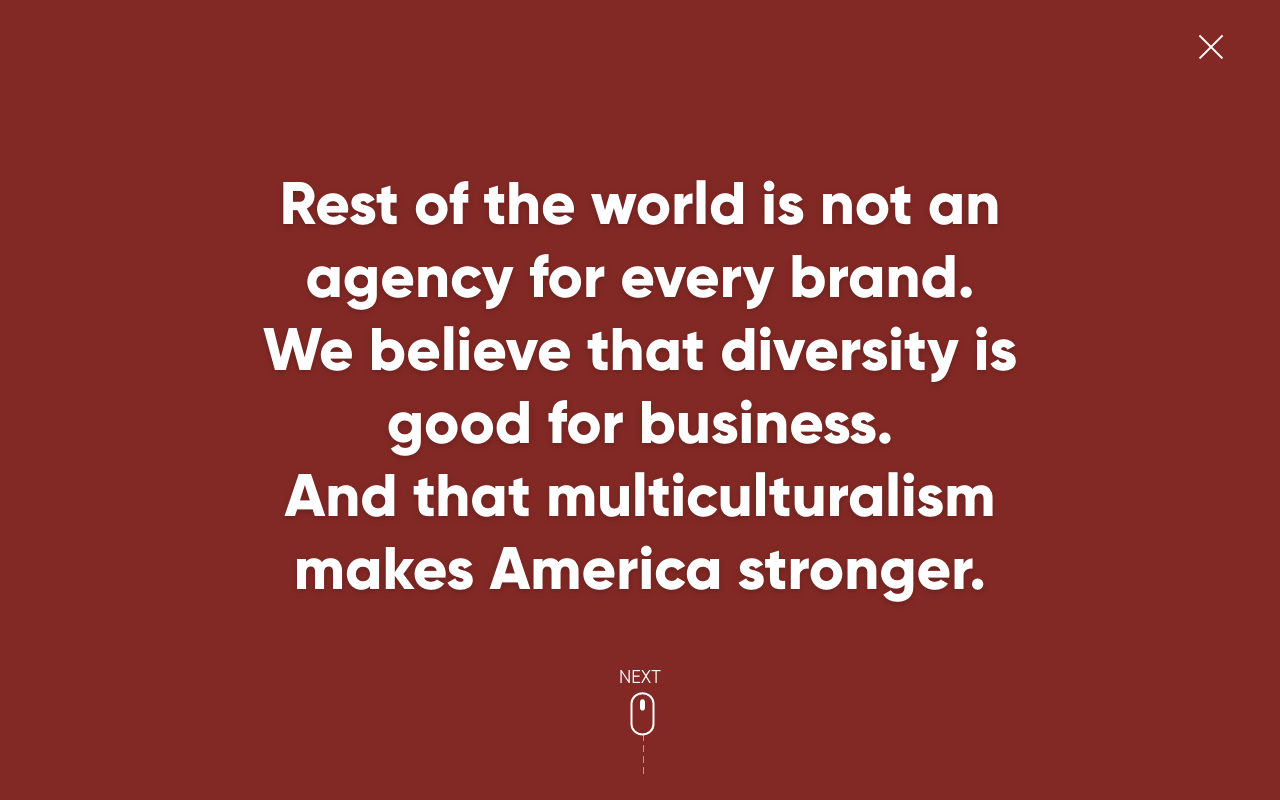 Rest of the world is not an
agency for every brand.
We believe that diversity is
good for business.
And that multiculturalism
makes America stronger.
NEXT